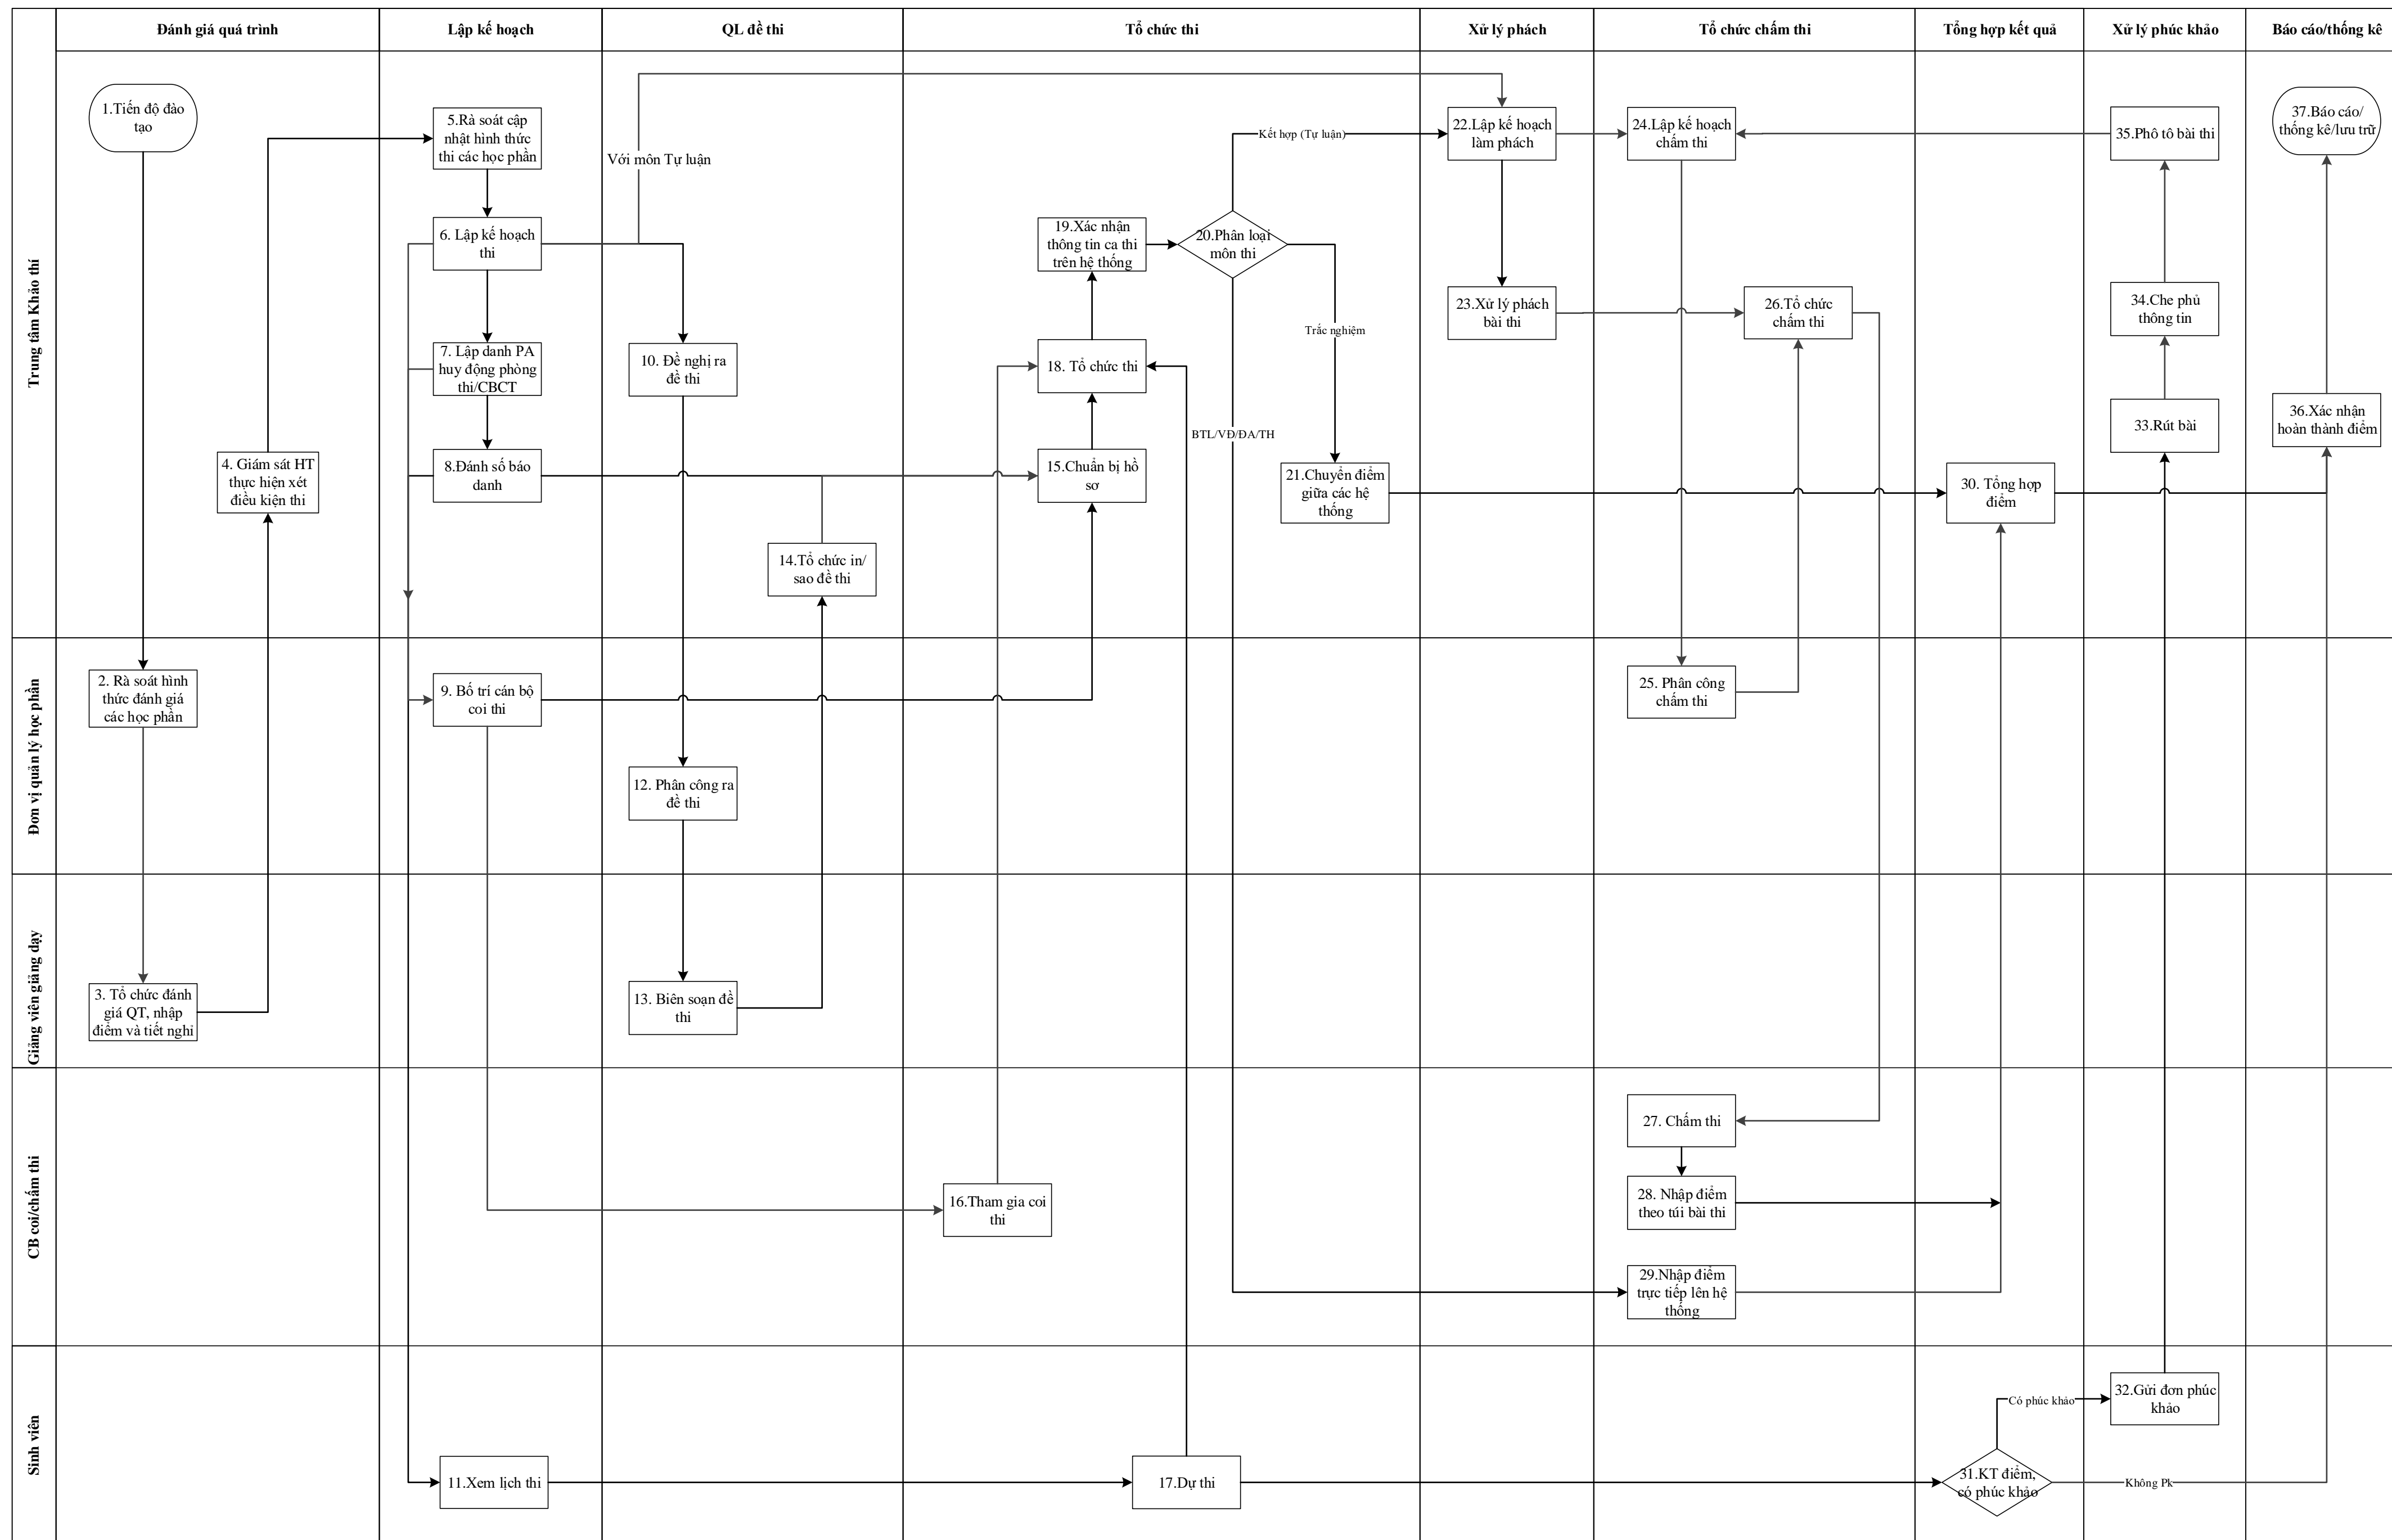 Đánh giá quá trình
Lập kế hoạch
QL đề thi
Tổ chức thi
Xử lý phách
Tổ chức chấm thi
Tổng hợp kết quả
Xử lý phúc khảo
Báo cáo/thống kê
Trung tâm Khảo thí
1.Tiến độ đào
tạo
4. Giám sát HT
thực hiện xét
điều kiện thi
5.Rà soát cập
nhật hình thức
thi các học phần
6. Lập kế hoạch
thi
7. Lập danh PA
huy động phòng
thi/CBCT
8.Đánh số báo
danh
Với môn Tự luận
10. Đề nghị ra
đề thi
14.Tổ chức in/
sao đề thi
19.Xác nhận
thông tin ca thi
trên hệ thống
18. Tổ chức thi
15.Chuẩn bị hồ
sơ
20.Phân loại
môn thi
Kết hợp (Tự luận)
Trắc nghiệm
BTL/VĐ/ĐA/TH
21.Chuyển điểm
giữa các hệ
thống
22.Lập kế hoạch
làm phách
23.Xử lý phách
bài thi
24.Lập kế hoạch
chấm thi
26.Tổ chức
chấm thi
30. Tổng hợp
điểm
35.Phô tô bài thi
34.Che phủ
thông tin
33.Rút bài
37.Báo cáo/
thống kê/lưu trữ
36.Xác nhận
hoàn thành điểm
Đơn vị quản lý học phần
2. Rà soát hình
thức đánh giá
các học phần
9. Bố trí cán bộ
coi thi
12. Phân công ra
đề thi
25. Phân công
chấm thi
Giảng viên giảng dạy
3. Tổ chức đánh
giá QT, nhập
điểm và tiết nghỉ
13. Biên soạn đề
thi
CB coi/chấm thi
16.Tham gia coi
thi
27. Chấm thi
28. Nhập điểm
theo túi bài thi
29.Nhập điểm
trực tiếp lên hệ
thống
Sinh viên
11.Xem lịch thi
17.Dự thi
31.KT điểm,
có phúc khảo
Có phúc khảo
Không Pk
32.Gửi đơn phúc
khảo